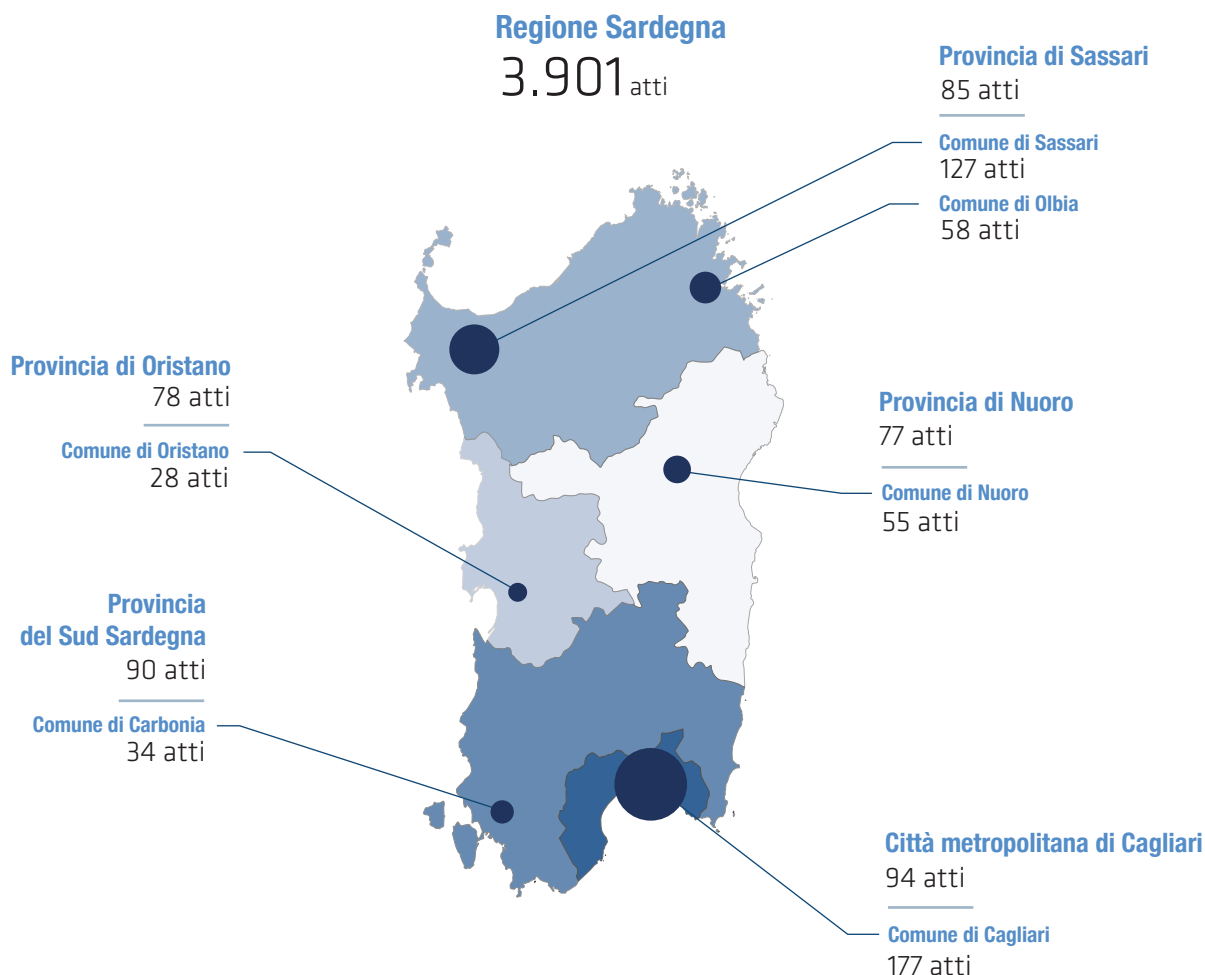 Regione Sardegna
3.901 atti
Provincia di Sassari
85 atti
Comune di Sassari
127 atti
Comune di Olbia
58 atti
Provincia di Oristano
78 atti
Comune di Oristano
28 atti
Provincia di Nuoro
77 atti
Comune di Nuoro
55 atti
Provincia
del Sud Sardegna
90 atti
Comune di Carbonia
34 atti
Città metropolitana di Cagliari
94 atti
Comune di Cagliari
177 atti